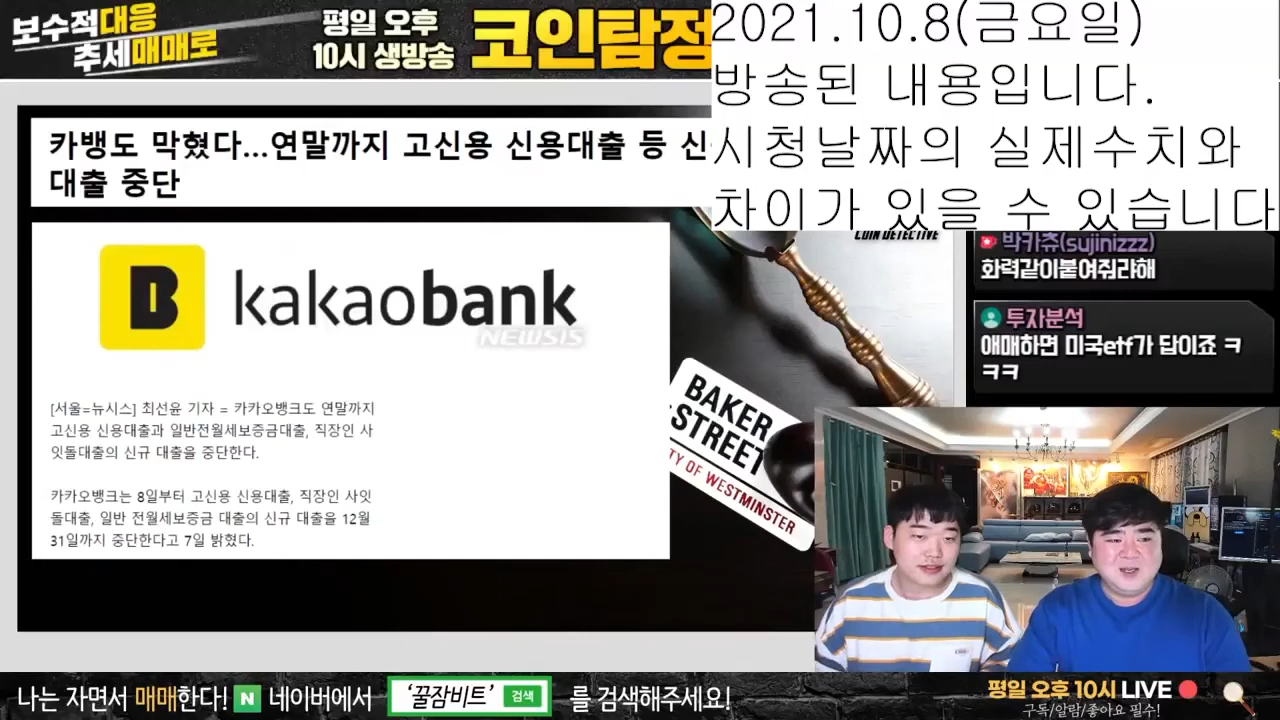 보수적대응
추세매매로
평일 오후
10시 생방송
코인탐정
2021.10.8(금요일)
방송된 내용입니다.
시청날짜의 실제수치와
차이가 있을 수 있습니다
카뱅도 막혔다...연말까지 고신용 신용대출 등 신
대출 중단
B kakaobank
NEWSIS
[서울=뉴시스] 최선윤 기자 = 카카오뱅크도 연말까지
고신용 신용대출과 일반전월세보증금대출, 직장인 사
잇돌대출의 신규 대출을 중단한다.
카카오뱅크는 8일부터 고신용 신용대출, 직장인 사잇
돌대출, 일반 전월세보증금 대출의 신규 대출을 12월
31일까지 중단한다고 7일 밝혔다.
COIN DETECTIVE
BAKER
STREET
TY OF WESTMINSTER
박카츄(sujinizzz)
화력같이붙여줘라해
투자분석
애매하면 미국etf가 답이죠 ㅋ
ㅋㅋ
나는 자면서 매매한다! N 네이버에서 '꿀잠비트' 검색 를 검색해주세요!
평일 오후 10시 LIVE
구독/알람/좋아요 필수!